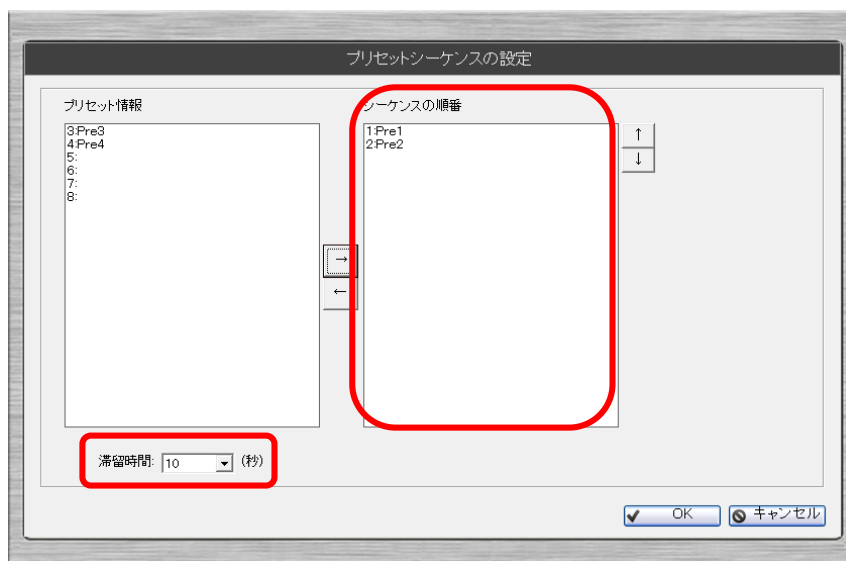 プリセットシーケンスの設定
プリセット情報
3:Pre3
4:Pre4
5:
6:
7:
8:
シーケンスの順番
1:Pre1
2:Pre2
↑
↓
→
←
滞留時間: 10 (秒)
OK
キャンセル